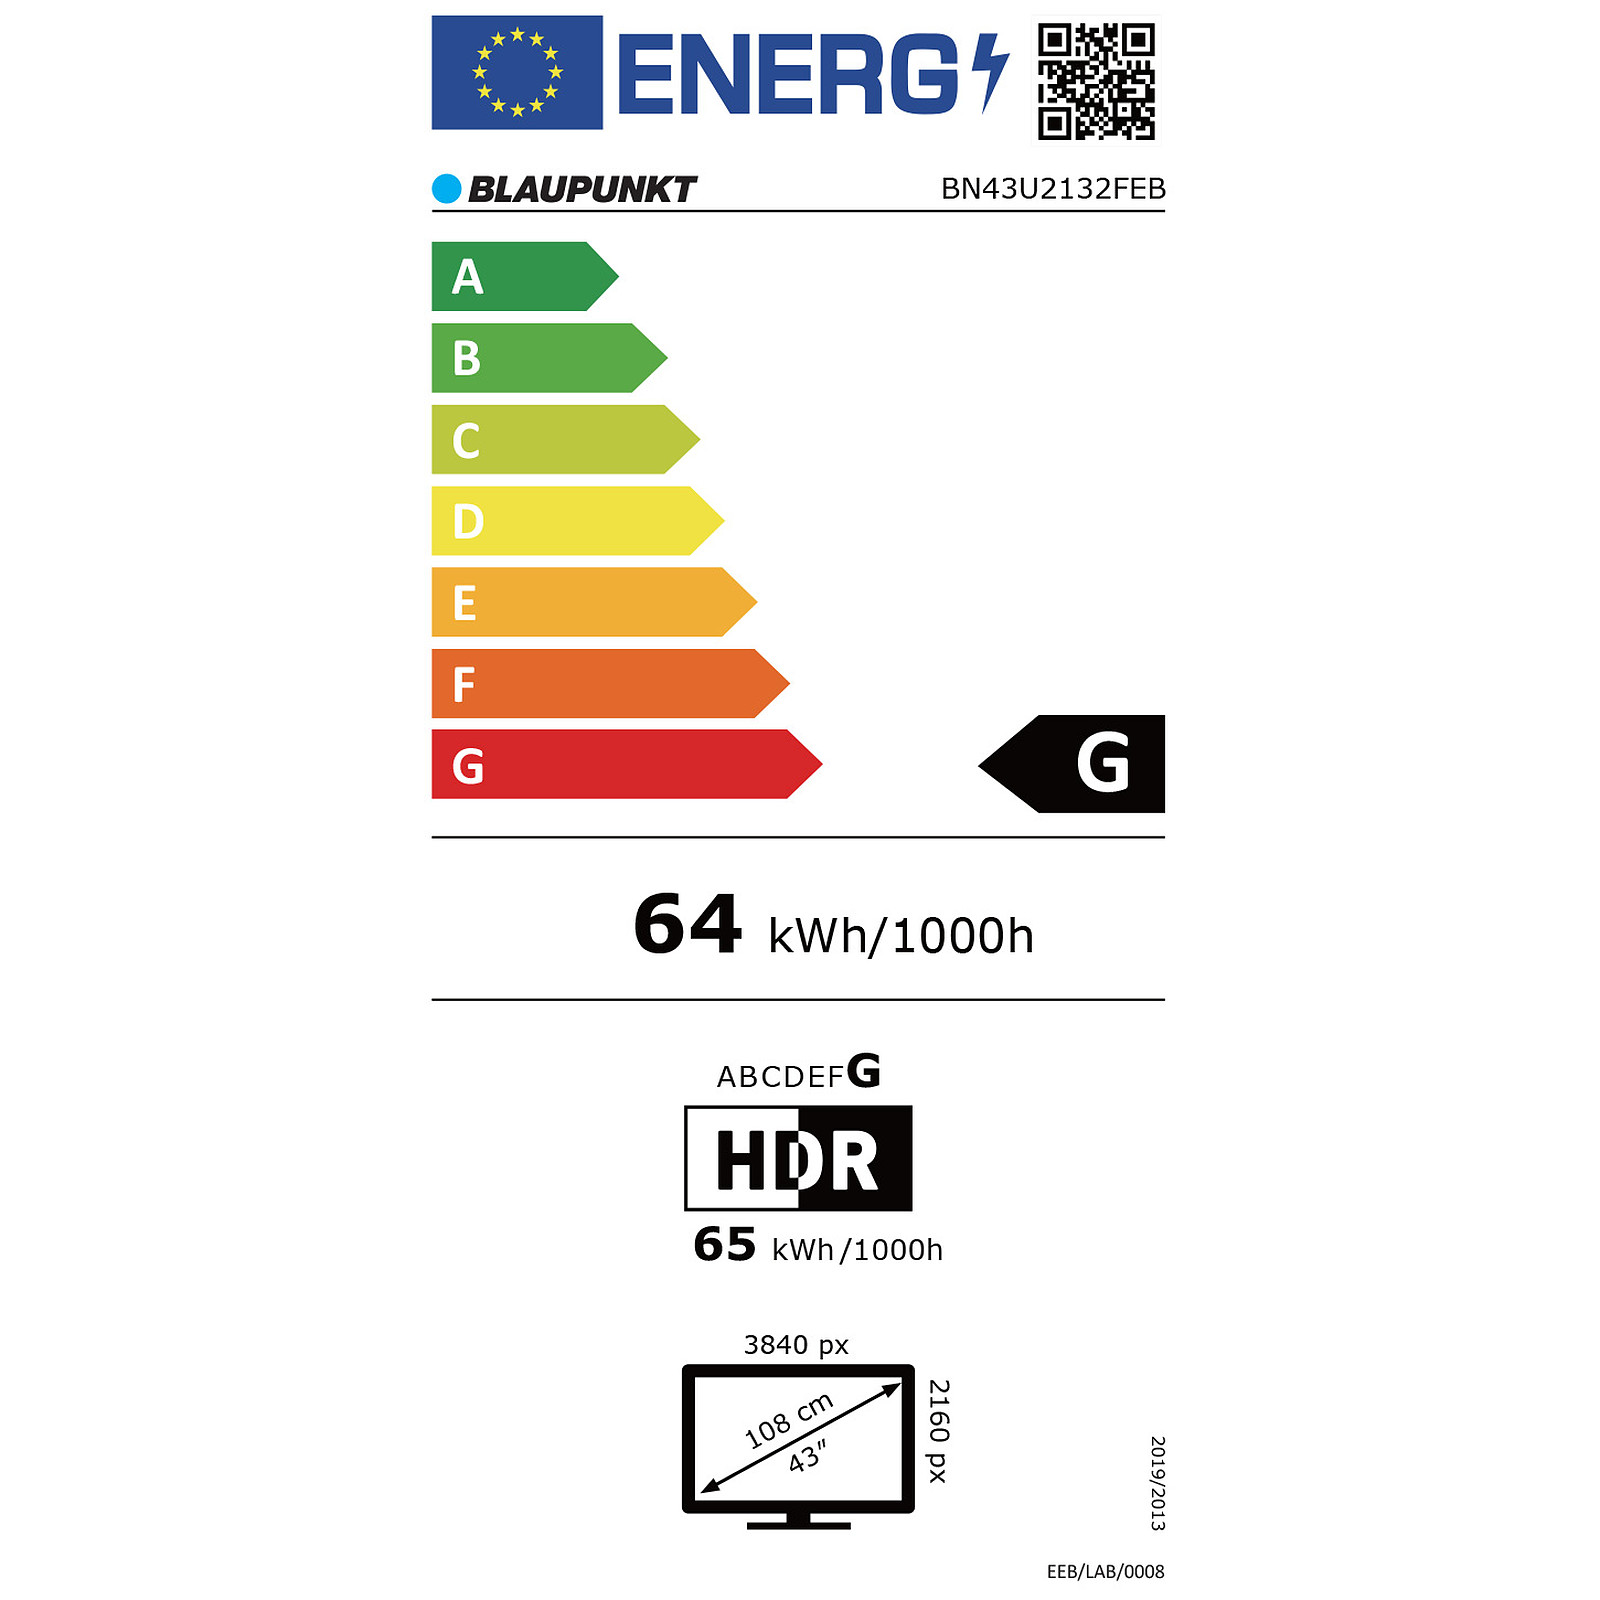 ENERG
BLAUPUNKT
BN43U2132FEB
A
B
C
D
E
F
G
G
64 kWh/1000h
ABCDEFG
HDR
65 kWh/1000h
3840 px
108 cm
43"
2160 px
2019/2013
EEB/LAB/0008